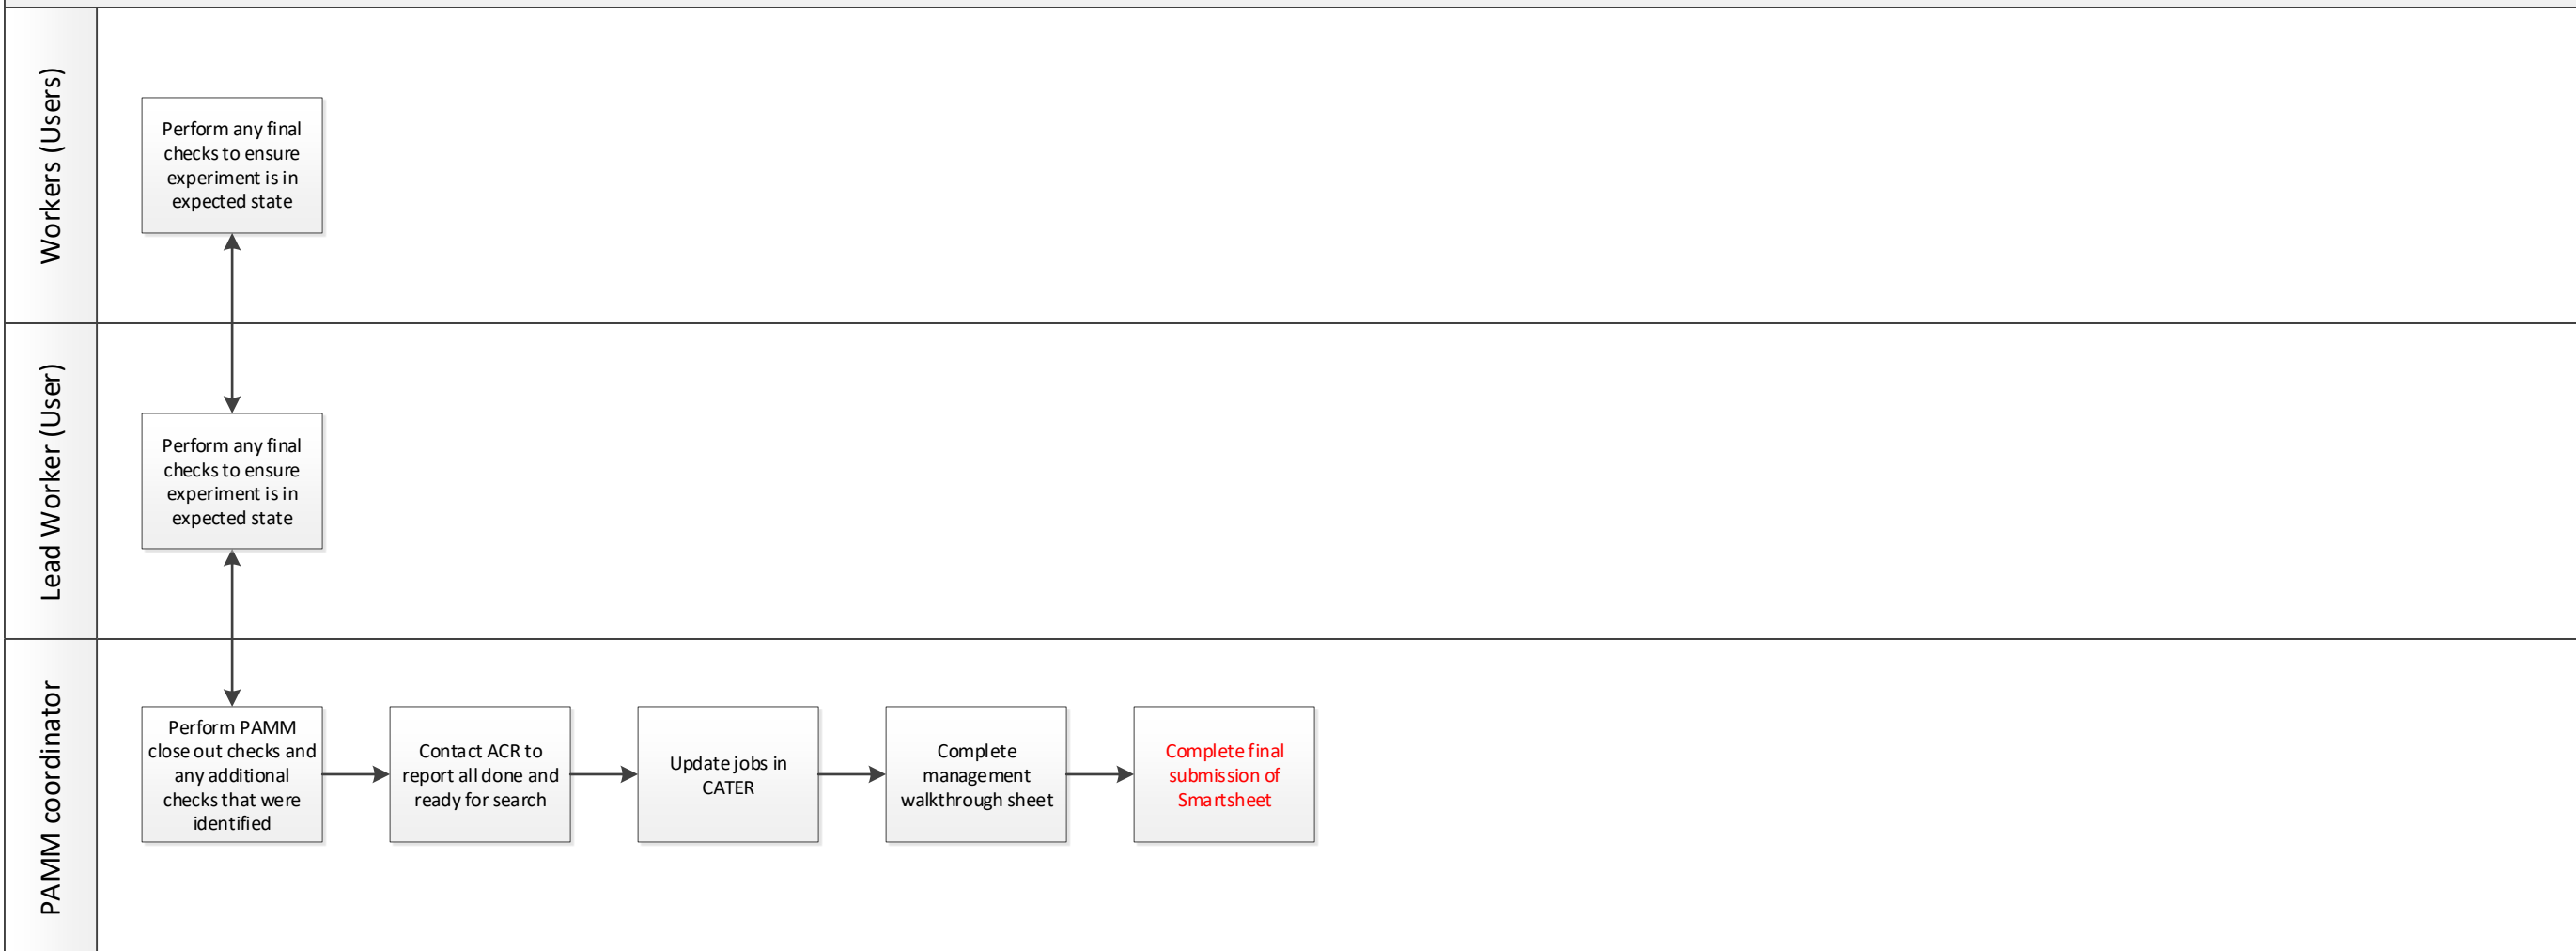 Workers (Users)
Perform any final
checks to ensure
experiment is in
expected state
Lead Worker (User)
Perform any final
checks to ensure
experiment is in
expected state
PAMM coordinator
Perform PAMM
close out checks and
any additional
checks that were
identified
Contact ACR to
report all done and
ready for search
Update jobs in
CATER
Complete
management
walkthrough sheet
Complete final
submission of
Smartsheet